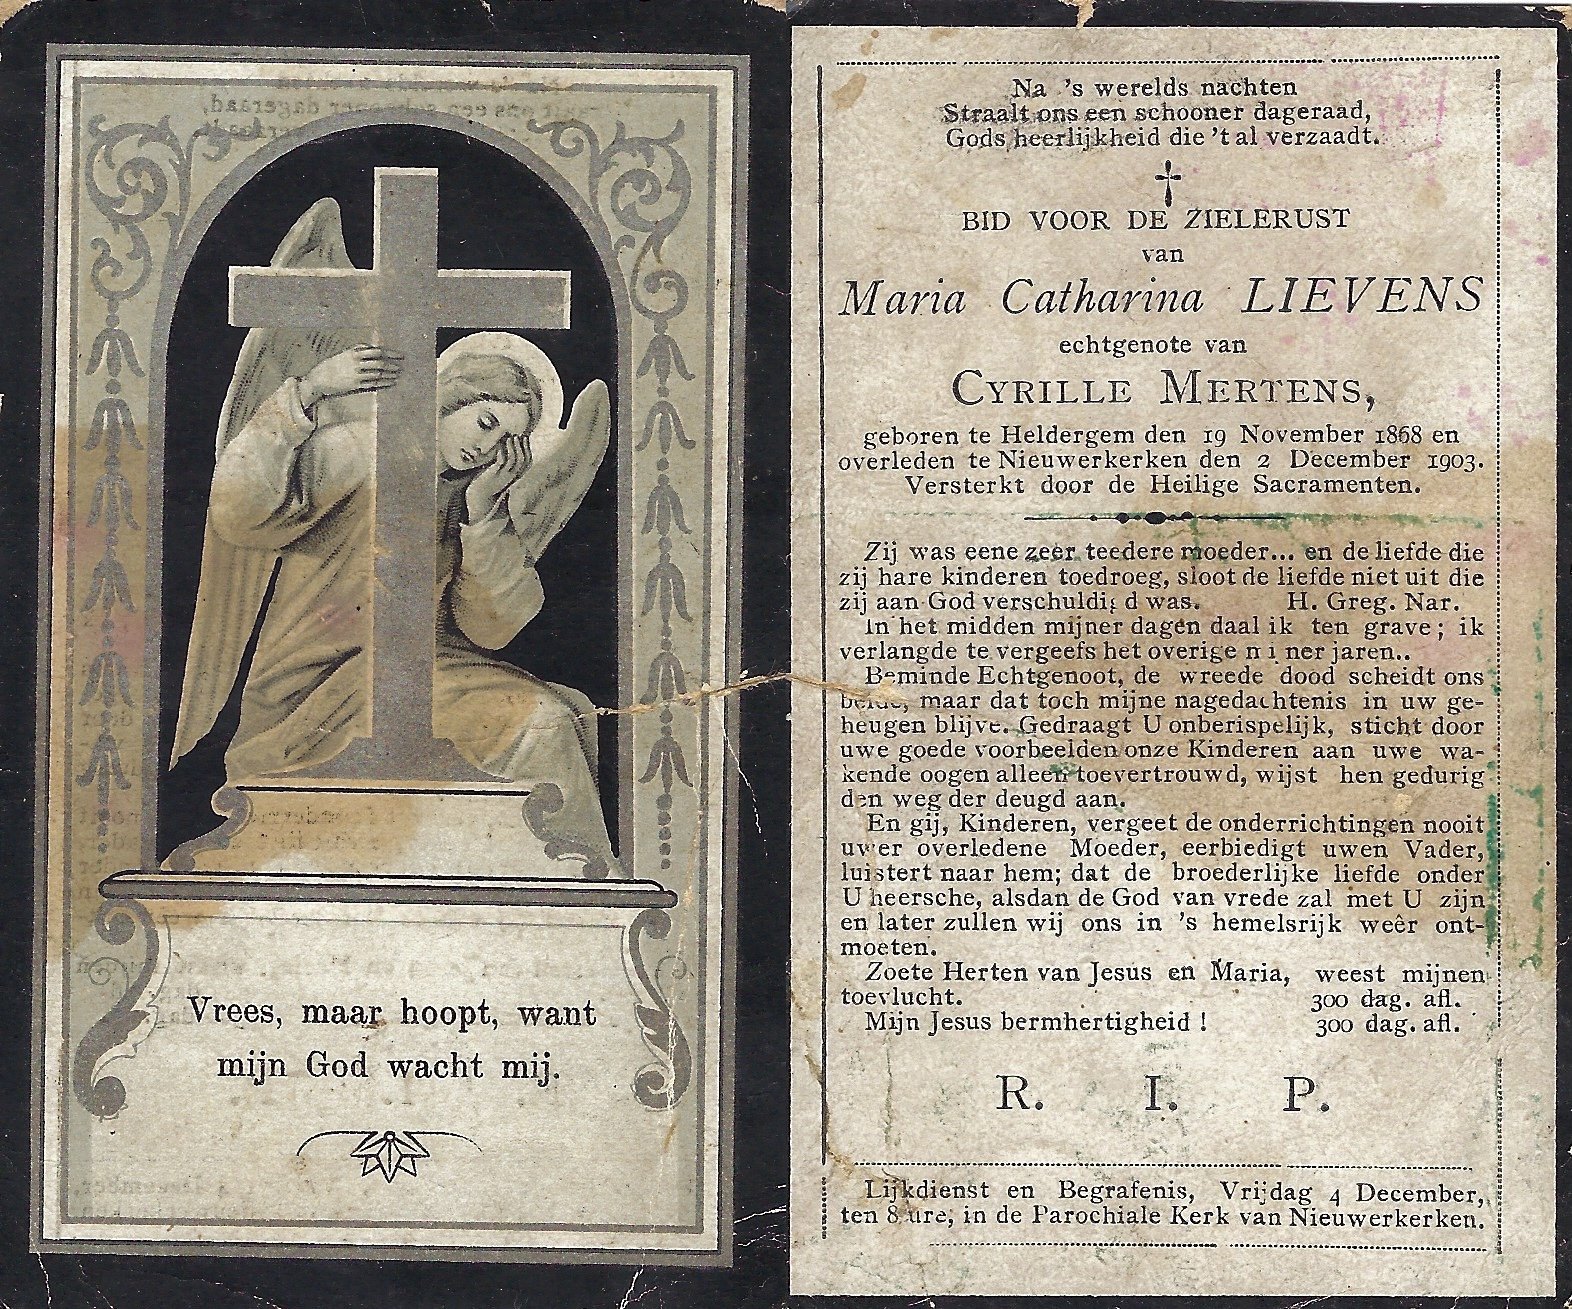 Vrees, maar hoopt, want
mijn God wacht mij.
Na 's werelds nachten
Straalt ons een schooner dageraad,
Gods heerlijkheid die 't al verzaadt.
BID VOOR DE ZIELERUST
van
Maria Catharina LIEVENS
echtgenote van
CYRILLE MERTENS,
geboren te Heldergem den 19 November 1868 en
overleden te Nieuwerkerken den 2 December 1903.
Versterkt door de Heilige Sacramenten.
Zij was eene zeer teedere moeder... en de liefde die
zij hare kinderen toedroeg, sloot de liefde niet uit die
zij aan God verschuldigd was. H. Greg. Nar.
In het midden mijner dagen daal ik ten grave; ik
verlangde te vergeefs het overige mijner jaren..
Beminde Echtgenoot, de wreede dood scheidt ons
beide, maar dat toch mijne nagedachtenis in uw ge-
heugen blijve. Gedraagt U onberispelijk, sticht door
uwe goede voorbeelden onze Kinderen aan uwe wa-
kende oogen alleen toevertrouwd, wijst hen gedurig
den weg der deugd aan.
En gij, Kinderen, vergeet de onderrichtingen nooit
uwer overledene Moeder, eerbiedigt uwen Vader,
luistert naar hem; dat de broederlijke liefde onder
U heersche, alsdan de God van vrede zal met U zijn
en later zullen wij ons in 's hemelsrijk weêr ont-
moeten.
Zoete Herten van Jesus en Maria, weest mijnen
toevlucht. 300 dag. afl.
Mijn Jesus bermhertigheid ! 300 dag. afl.
R. I. P.
Lijkdienst en Begrafenis, Vrijdag 4 December,
ten 8 ure, in de Parochiale Kerk van Nieuwerkerken.